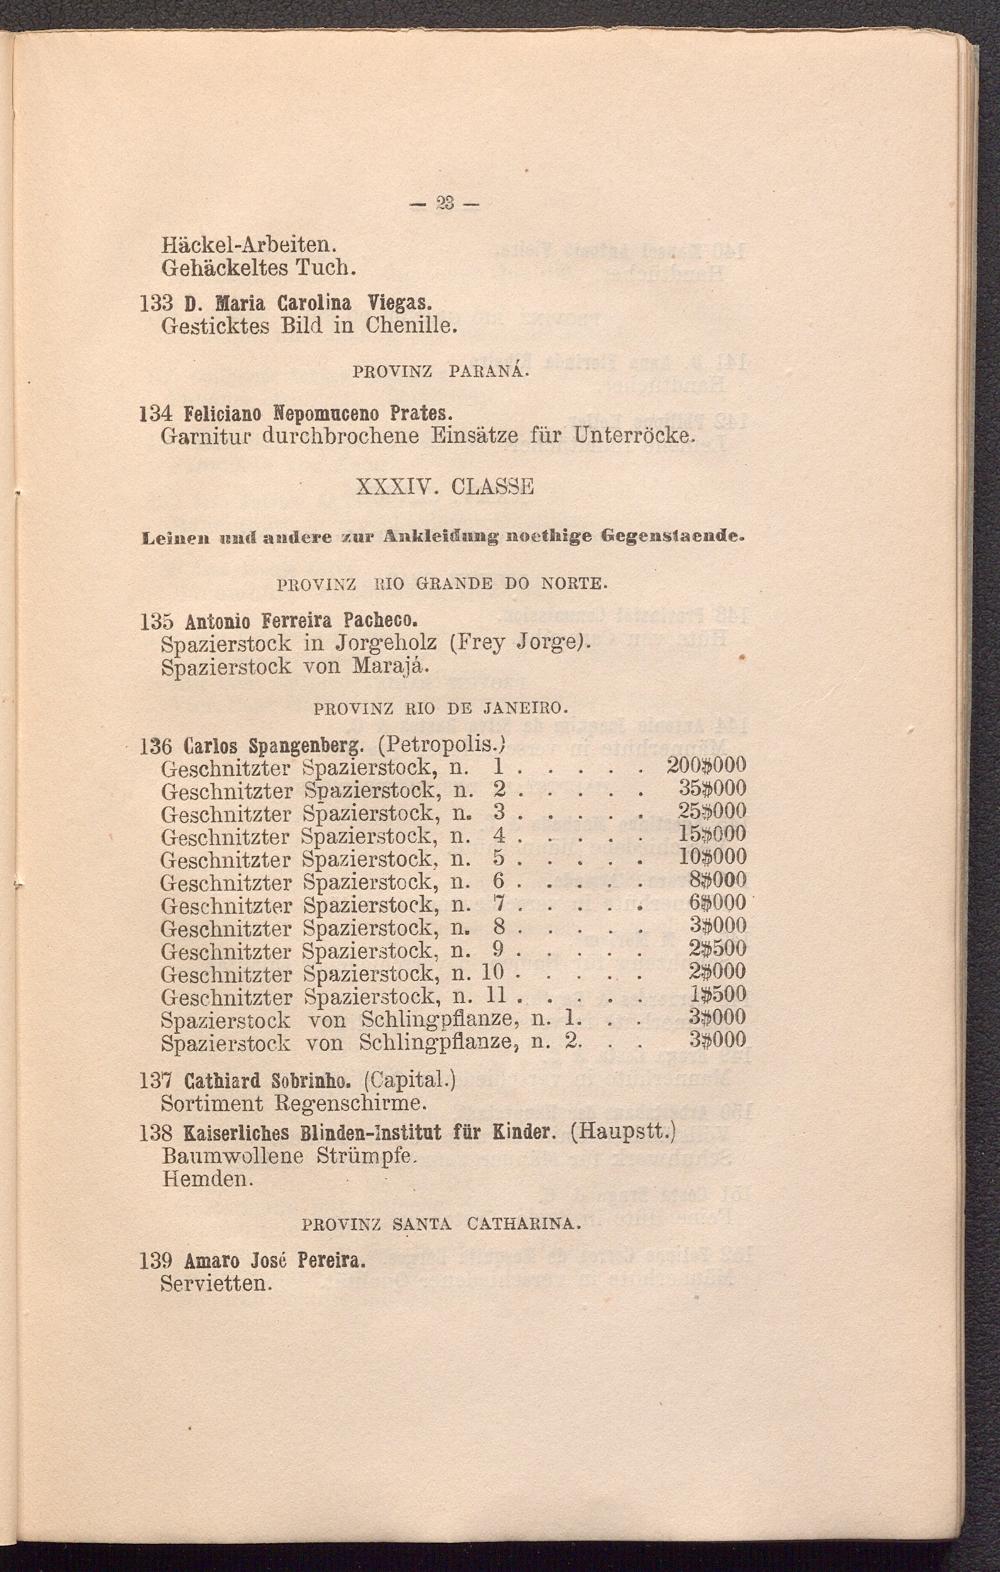 — 23 —
Häckel-Arbeiten.
Gehäckeltes Tuch.
133 D. Maria Carolina Viegas.
Gesticktes Bild in Chenille.
PROVINZ PARANÁ.
134 Feliciano Nepomuceno Prates.
Garnitur durchbrochene Einsätze für Unterröcke.
XXXIV. CLASSE
Leinen und andere zur Ankleidung noethige Gegenstaende.
PROVINZ RIO GRANDE DO NORTE.
135 Antonio Ferreira Pacheco.
Spazierstock in Jorgeholz (Frey Jorge).
Spazierstock von Marajá.
PROVINZ RIO DE JANEIRO.
136 Carlos Spangenberg. (Petropolis.)
Geschnitzter Spazierstock, n. 1 . . . . . . 200$000
Geschnitzter Spazierstock, n. 2 . . . . . . 35$000
Geschnitzter Spazierstock, n. 3 . . . . . . 25$000
Geschnitzter Spazierstock, n. 4 . . . . . . 15$000
Geschnitzter Spazierstock, n. 5 . . . . . . 10$000
Geschnitzter Spazierstock, n. 6 . . . . . . 8$000
Geschnitzter Spazierstock, n. 7 . . . . . . 6$000
Geschnitzter Spazierstock, n. 8 . . . . . . 3$000
Geschnitzter Spazierstock, n. 9 . . . . . . 2$500
Geschnitzter Spazierstock, n. 10 . . . . . . 2$000
Geschnitzter Spazierstock, n. 11 . . . . . . 1$500
Spazierstock von Schlingpflanze, n. 1. . . 3$000
Spazierstock von Schlingpflanze, n. 2. . . 3$000
137 Cathiard Sobrinho. (Capital.)
Sortiment Regenschirme.
138 Kaiserliches Blinden-Institut für Kinder. (Haupstt.)
Baumwollene Strümpfe.
Hemden.
PROVINZ SANTA CATHARINA.
139 Amaro José Pereira.
Servietten.